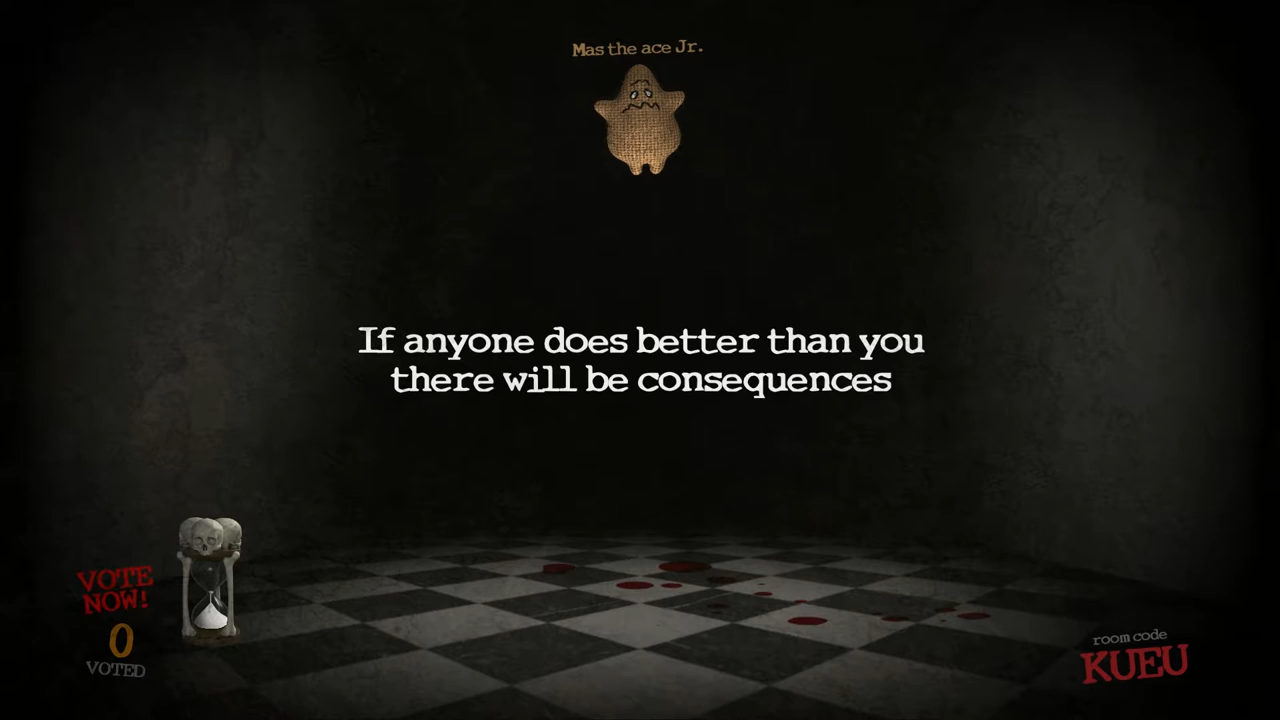 Mas the ace Jr.
If anyone does better than you
there will be consequences
VOTE
NOW!
0
VOTED
room code
KUEU